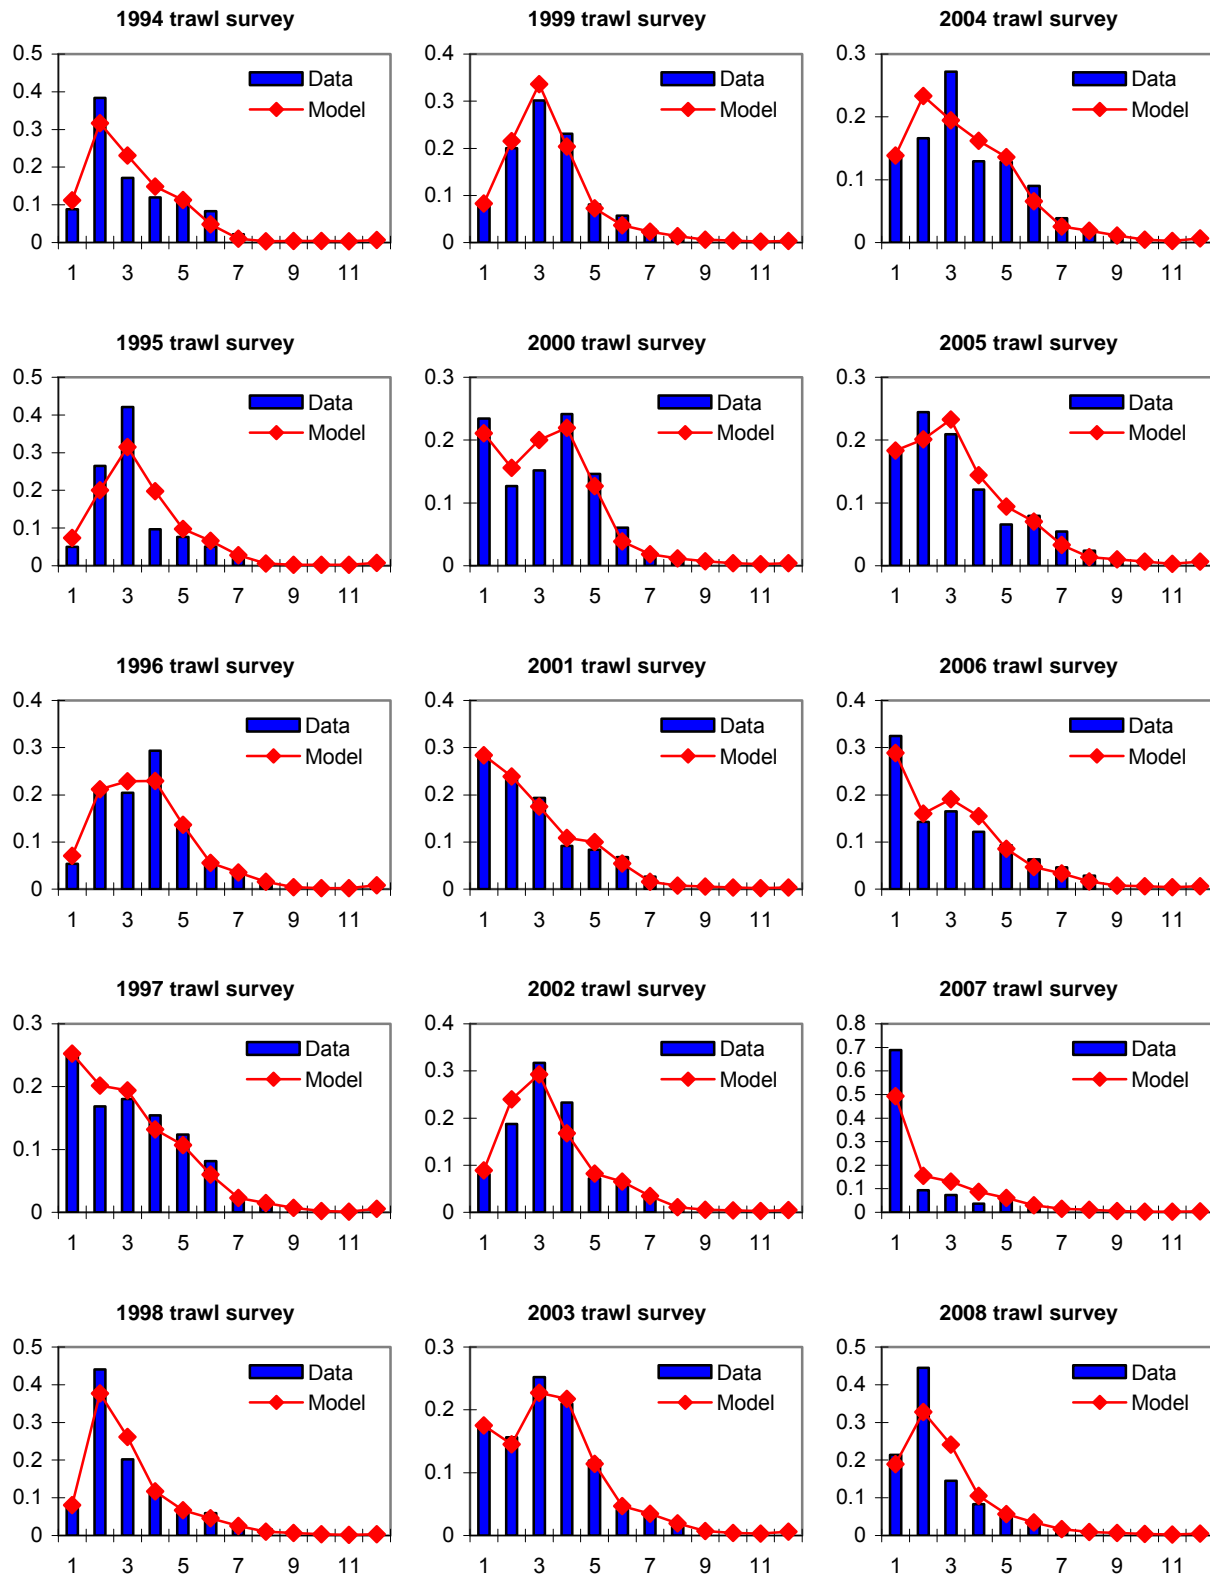 1994 trawl survey
0.5
0.4
0.3
0.2
0.1
0
Data
Model
1 3 5 7 9 11
1999 trawl survey
0.4
0.3
0.2
0.1
0
Data
Model
1 3 5 7 9 11
2004 trawl survey
0.3
0.2
0.1
0
Data
Model
1 3 5 7 9 11
1995 trawl survey
0.5
0.4
0.3
0.2
0.1
0
Data
Model
1 3 5 7 9 11
2000 trawl survey
0.3
0.2
0.1
0
Data
Model
1 3 5 7 9 11
2005 trawl survey
0.3
0.2
0.1
0
Data
Model
1 3 5 7 9 11
1996 trawl survey
0.4
0.3
0.2
0.1
0
Data
Model
1 3 5 7 9 11
2001 trawl survey
0.4
0.3
0.2
0.1
0
Data
Model
1 3 5 7 9 11
2006 trawl survey
0.4
0.3
0.2
0.1
0
Data
Model
1 3 5 7 9 11
1997 trawl survey
0.3
0.2
0.1
0
Data
Model
1 3 5 7 9 11
2002 trawl survey
0.4
0.3
0.2
0.1
0
Data
Model
1 3 5 7 9 11
2007 trawl survey
0.8
0.7
0.6
0.5
0.4
0.3
0.2
0.1
0
Data
Model
1 3 5 7 9 11
1998 trawl survey
0.5
0.4
0.3
0.2
0.1
0
Data
Model
1 3 5 7 9 11
2003 trawl survey
0.3
0.2
0.1
0
Data
Model
1 3 5 7 9 11
2008 trawl survey
0.5
0.4
0.3
0.2
0.1
0
Data
Model
1 3 5 7 9 11